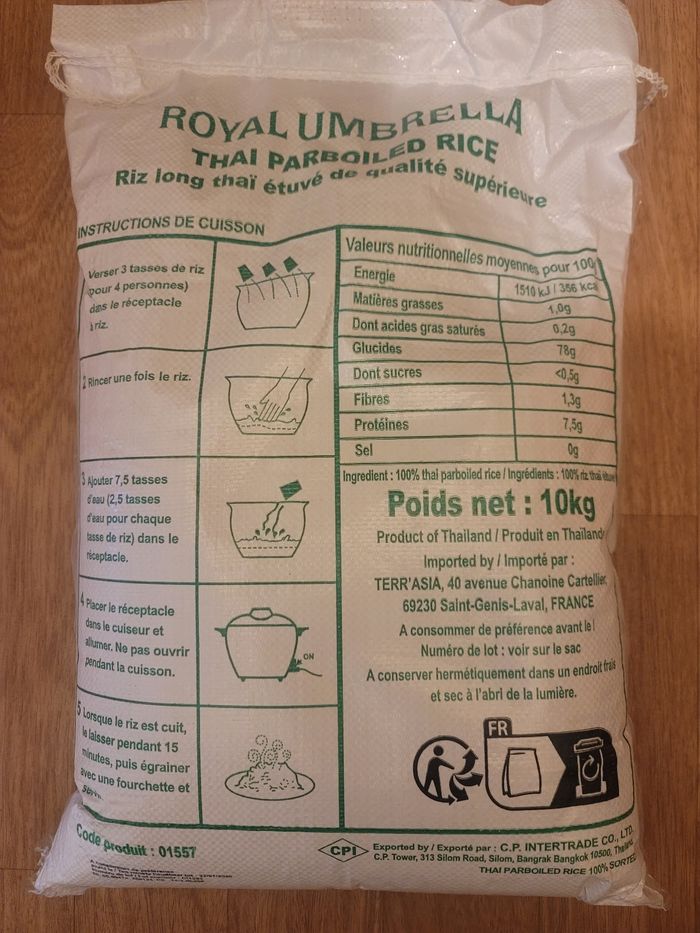 ROYAL UMBRELLA
THAI PARBOILED RICE
Riz long thaï étuvé de qualité supérieure
INSTRUCTIONS DE CUISSON
Verser 3 tasses de riz
(pour 4 personnes)
dans le réceptacle
à riz.
2 Rincer une fois le riz.
3 Ajouter 7,5 tasses
d'eau (2,5 tasses
d'eau pour chaque
tasse de riz) dans le
réceptacle.
4 Placer le réceptacle
dans le cuiseur et
allumer. Ne pas ouvrir
pendant la cuisson.
ON
5 Lorsque le riz est cuit,
le laisser pendant 15
minutes, puis égrainer
avec une fourchette et
Valeurs nutritionnelles moyennes pour 100g
Energie 1510 kJ / 356 kcal
Matières grasses 1,0g
Dont acides gras saturés 0,2g
Glucides 78g
Dont sucres <0,5g
Fibres 1,3g
Protéines 7,5g
Sel 0g
Ingredient : 100% thai parboiled rice / Ingrédients : 100% riz thaï
Poids net : 10kg
Product of Thailand / Produit en Thaïlande
Imported by / Importé par :
TERR'ASIA, 40 avenue Chanoine Cartellier,
69230 Saint-Genis-Laval, FRANCE
A consommer de préférence avant le /
Numéro de lot : voir sur le sac
A conserver hermétiquement dans un endroit frais
et sec à l'abri de la lumière.
FR
Code produit : 01557
CPI
Exported by / Exporté par : C.P. INTERTRADE CO., LTD.
C.P. Tower, 313 Silom Road, Silom, Bangrak Bangkok 10500, Thailand
THAI PARBOILED RICE 100% SORTED